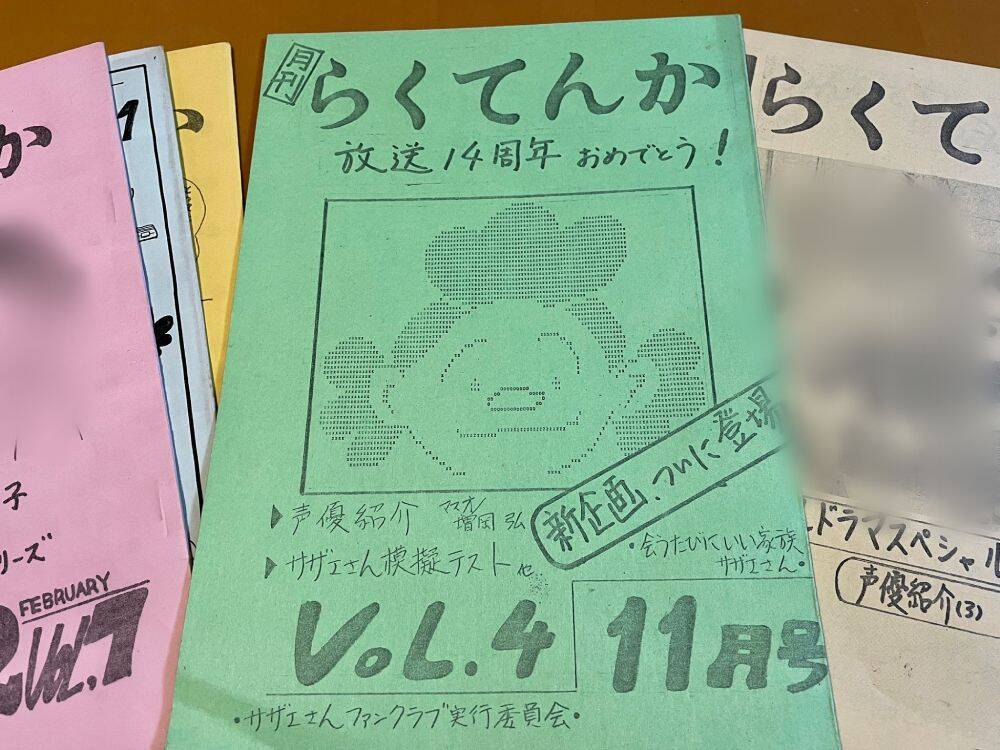 か
子
リーズ
FEBRUARY
2
Vol.7
か
月刊
らくてんか
放送14周年おめでとう!
新企画、ついに登場
▶声優紹介 マスオ/増岡弘
▶サザエさん模擬テスト 他
・会うたびにいい家族
サザエさん・
VoL.4
11月号
・サザエさんファンクラブ実行委員会・
らくて
ドラマスペシャル
声優紹介(3)